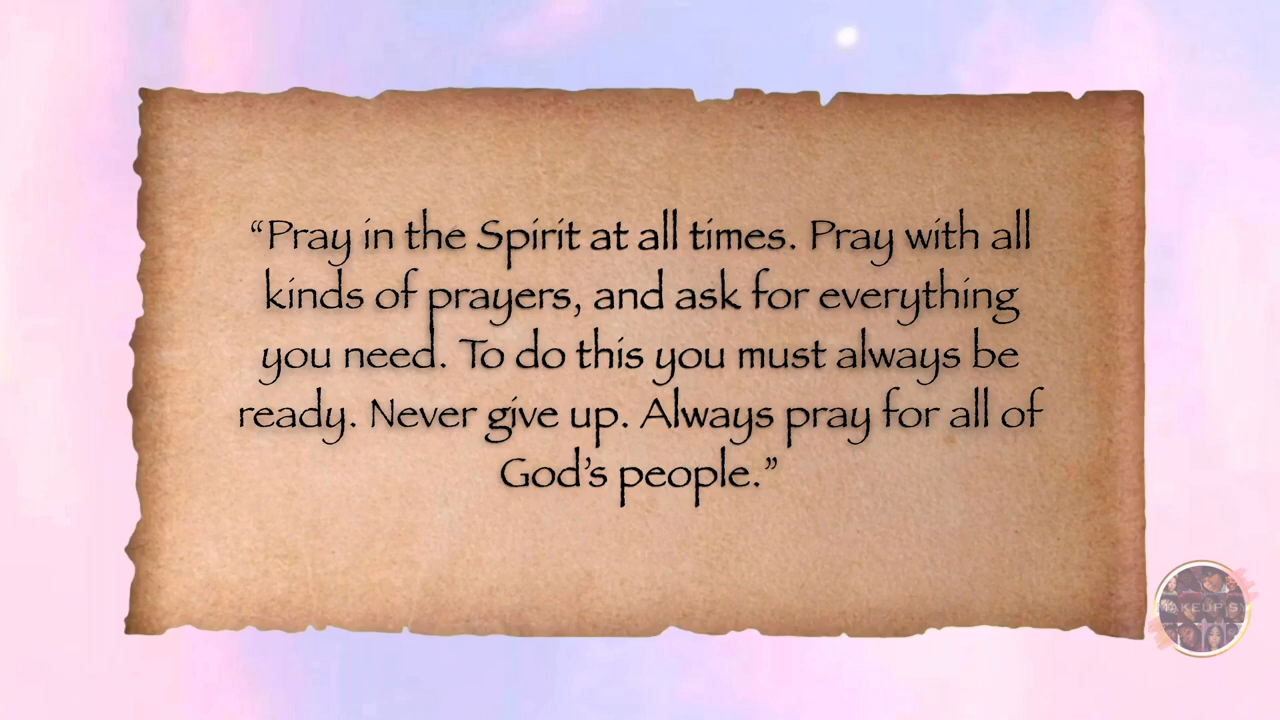 “Pray in the Spirit at all times. Pray with all
kinds of prayers, and ask for everything
you need. To do this you must always be
ready. Never give up. Always pray for all of
God’s people.”